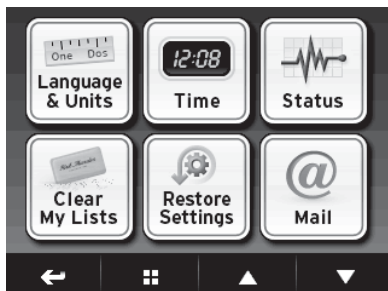 One Dos
Language
& Units
12:08
Time
Status
Clear
My Lists
Restore
Settings
@
Mail